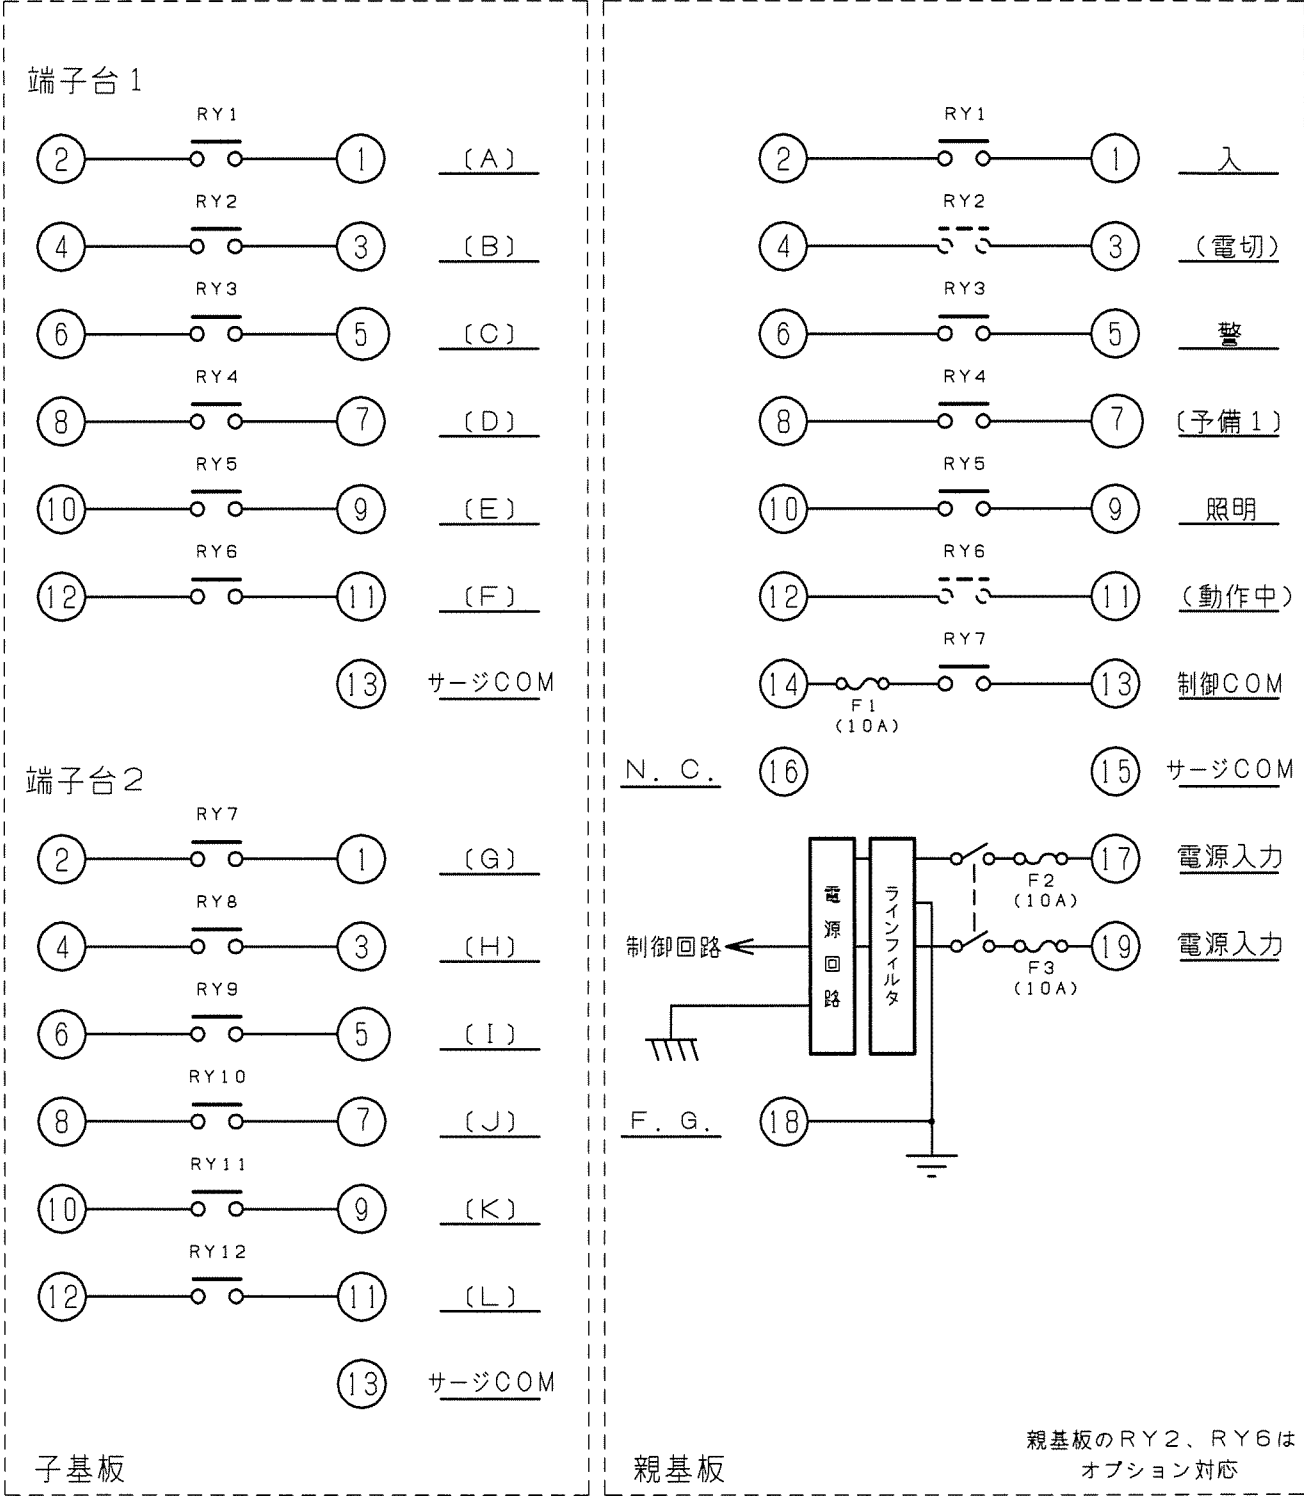 端子台1
RY1
② ① 〔A〕
RY2
④ ③ 〔B〕
RY3
⑥ ⑤ 〔C〕
RY4
⑧ ⑦ 〔D〕
RY5
⑩ ⑨ 〔E〕
RY6
⑫ ⑪ 〔F〕
⑬ サージCOM
端子台2
RY7
② ① 〔G〕
RY8
④ ③ 〔H〕
RY9
⑥ ⑤ 〔I〕
RY10
⑧ ⑦ 〔J〕
RY11
⑩ ⑨ 〔K〕
RY12
⑫ ⑪ 〔L〕
⑬ サージCOM
子基板
RY1
② ① 入
RY2
④ ③ (電切)
RY3
⑥ ⑤ 警
RY4
⑧ ⑦ 〔予備1〕
RY5
⑩ ⑨ 照明
RY6
⑫ ⑪ (動作中)
RY7
⑭ ⑬ 制御COM
F1
(10A)
N.C. ⑯ ⑮ サージCOM
⑰ 電源入力
F2
(10A)
電源回路
ラインフィルタ
制御回路
⑲ 電源入力
F3
(10A)
F.G. ⑱
親基板のRY2、RY6は
オプション対応
親基板